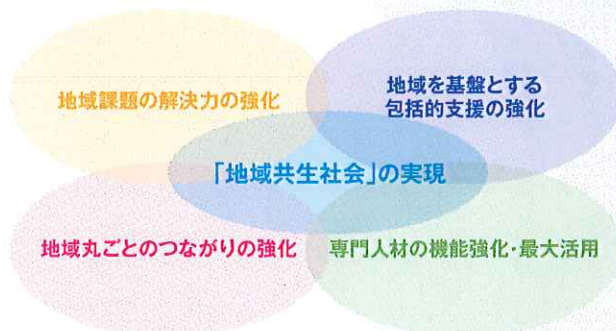 地域課題の解決力の強化
地域を基盤とする
包括的支援の強化
「地域共生社会」の実現
地域丸ごとのつながりの強化
専門人材の機能強化・最大活用